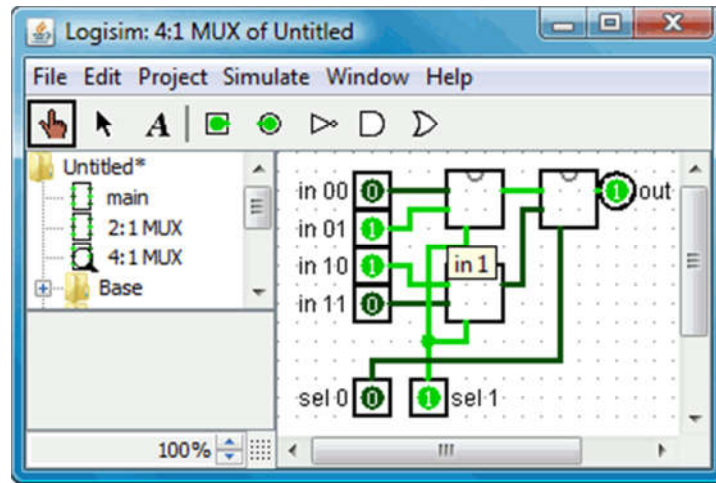 Logisim: 4:1 MUX of Untitled
File Edit Project Simulate Window Help
A
Untitled*
main
2:1 MUX
4:1 MUX
Base
in 00 0
in 01 1
in 10 1
in 11 0
in 1
1 out
sel 0 0
1 sel 1
100%